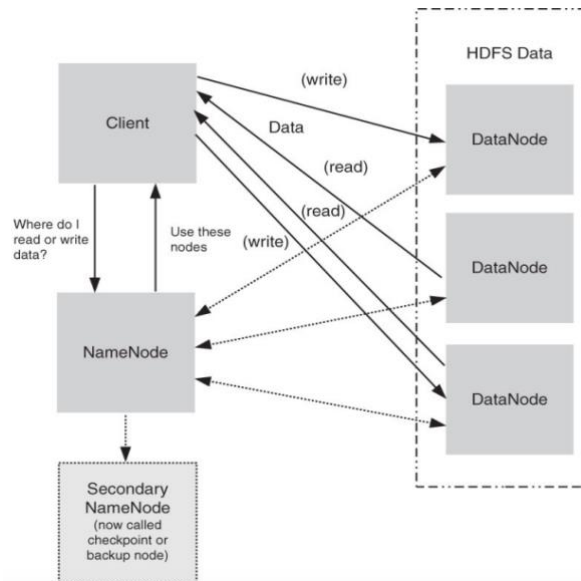 HDFS Data
Client
(write)
Data
DataNode
(read)
Where do I
read or write
data?
Use these
nodes
(read)
(write)
DataNode
NameNode
DataNode
Secondary
NameNode
(now called
checkpoint or
backup node)